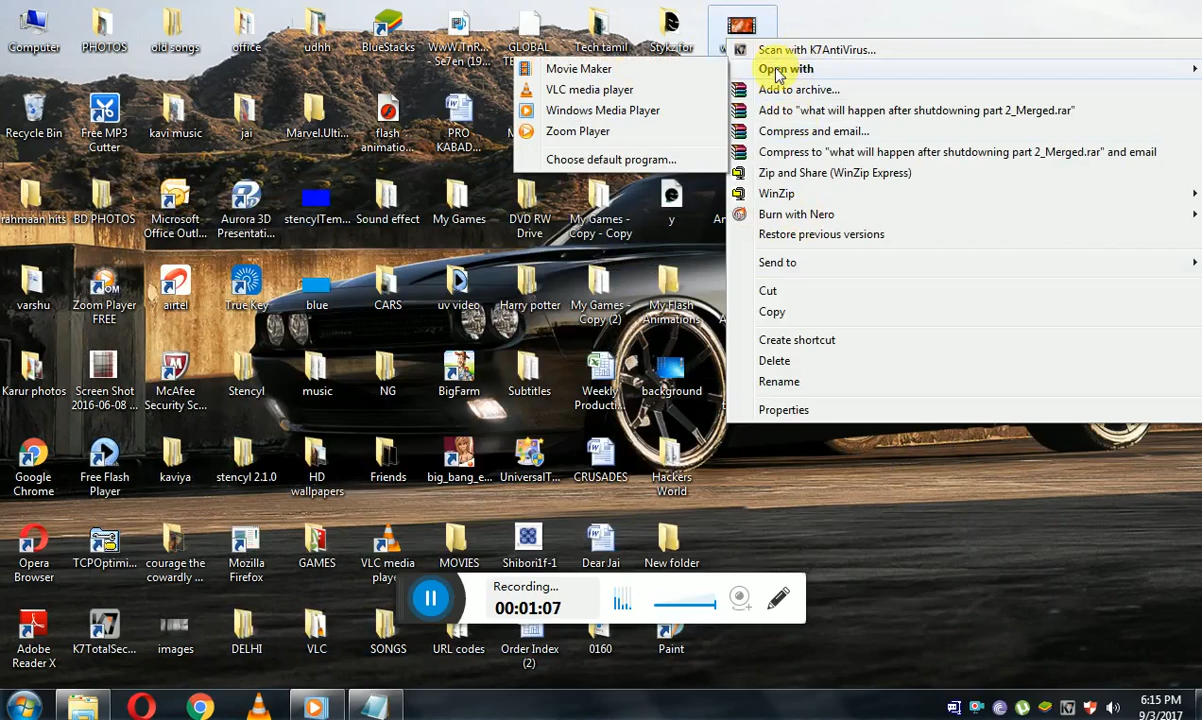 Computer
PHOTOS
old songs
office
udhh
BlueStacks
WwW.TnR...
- Se7en (19...
GLOBAL
Tech tamil
Stykz for
Scan with K7AntiVirus...
Open with
Add to archive...
Add to "what will happen after shutdowning part 2_Merged.rar"
Compress and email...
Compress to "what will happen after shutdowning part 2_Merged.rar" and email
Zip and Share (WinZip Express)
WinZip
Burn with Nero
Restore previous versions
Send to
Cut
Copy
Create shortcut
Delete
Rename
Properties
Movie Maker
VLC media player
Windows Media Player
Zoom Player
Choose default program...
Recycle Bin
Free MP3
Cutter
kavi music
jai
Marvel.Ulti...
flash
animatio...
PRO
KABAD...
rahmaan hits
BD PHOTOS
Microsoft
Office Outl...
Aurora 3D
Presentati...
stencylTem...
Sound effect
My Games
DVD RW
Drive
My Games -
Copy - Copy
y
varshu
Zoom Player
FREE
airtel
True Key
blue
CARS
uv video
Harry potter
My Games -
Copy (2)
My Flash
Animations
Karur photos
Screen Shot
2016-06-08 ...
McAfee
Security Sc...
Stencyl
music
NG
BigFarm
Subtitles
Weekly
Producti...
background
Google
Chrome
Free Flash
Player
kaviya
stencyl 2.1.0
HD
wallpapers
Friends
big_bang_e...
UniversalT...
CRUSADES
Hackers
World
Opera
Browser
TCPOptimi...
courage the
cowardly ...
Mozilla
Firefox
GAMES
VLC media
MOVIES
Shibori1f-1
Dear Jai
New folder
Recording...
00:01:07
Adobe
Reader X
K7TotalSec...
images
DELHI
VLC
SONGS
URL codes
Order Index
(2)
0160
Paint
6:15 PM
9/3/2017